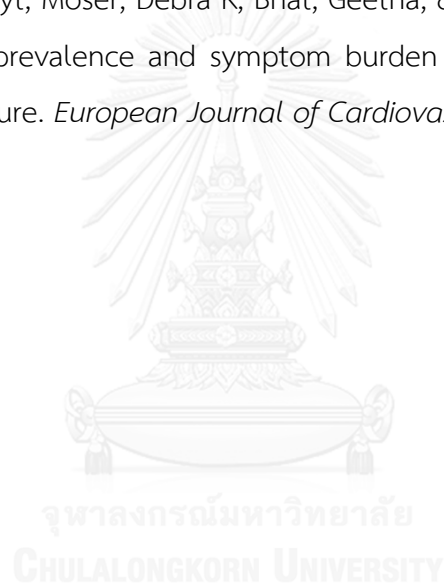 Moser, Debra K, Bhat, Geetha, &
prevalence and symptom burden
ure. European Journal of Cardiova
จุฬาลงกรณ์มหาวิทยาลัย
CHULALONGKORN UNIVERSITY